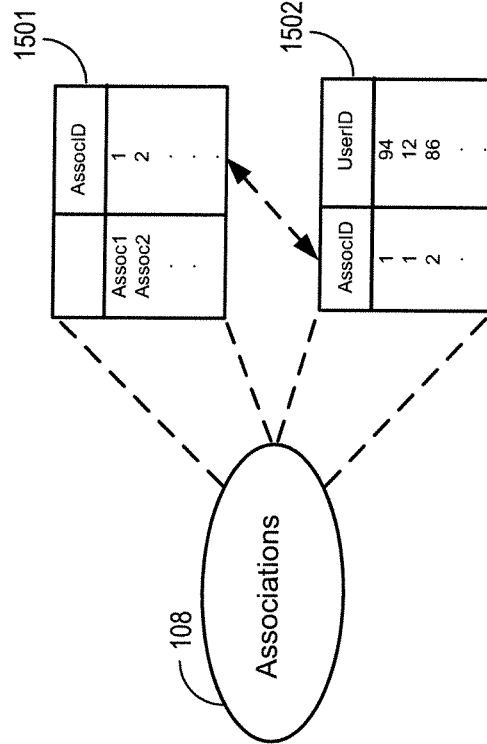 108
Associations
1501
AssocID
Assoc1 1
Assoc2 2
. .
. .
.
1502
AssocID UserID
1 94
1 12
2 86
. .
.